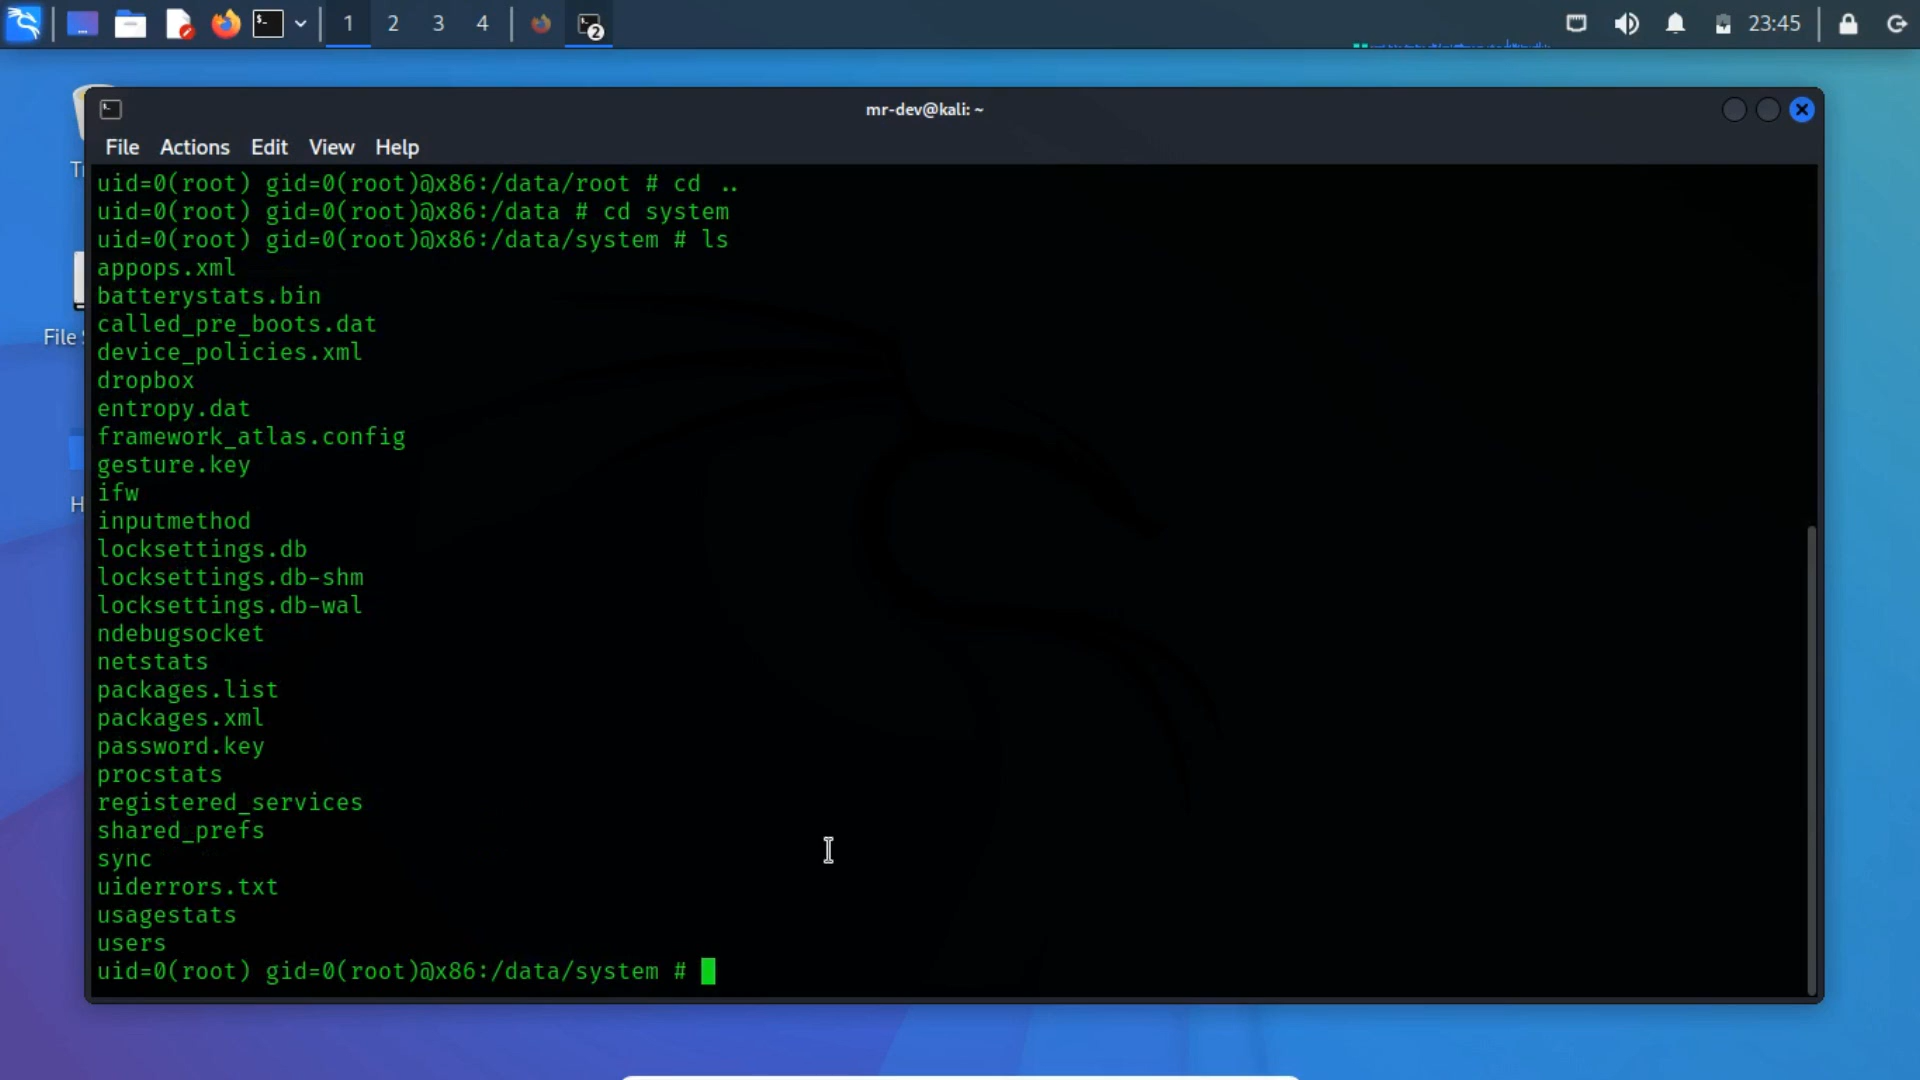 1 2 3 4 2 23:45
mr-dev@kali: ~
File Actions Edit View Help
uid=0(root) gid=0(root)@x86:/data/root # cd ..
uid=0(root) gid=0(root)@x86:/data # cd system
uid=0(root) gid=0(root)@x86:/data/system # ls
appops.xml
batterystats.bin
called_pre_boots.dat
device_policies.xml
dropbox
entropy.dat
framework_atlas.config
gesture.key
ifw
inputmethod
locksettings.db
locksettings.db-shm
locksettings.db-wal
ndebugsocket
netstats
packages.list
packages.xml
password.key
procstats
registered_services
shared_prefs
sync
uiderrors.txt
usagestats
users
uid=0(root) gid=0(root)@x86:/data/system #
File